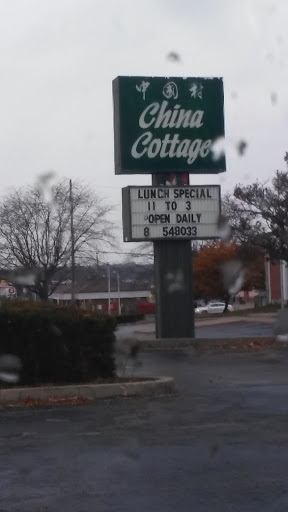 中國村
China
Cottage
LUNCH SPECIAL
11 TO 3
OPEN DAILY
8 548033